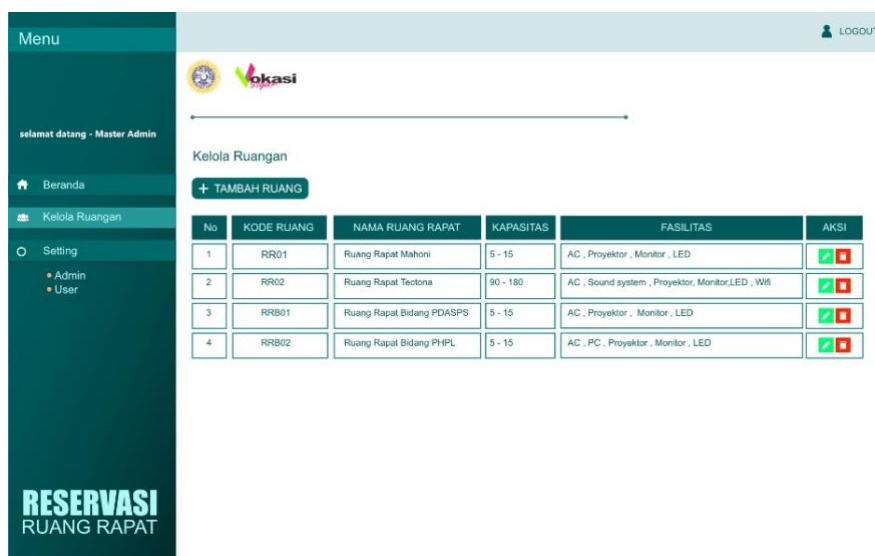 Menu
LOGOUT
Vokasi
selamat datang - Master Admin
Beranda
Kelola Ruangan
Setting
Admin
User
RESERVASI
RUANG RAPAT
Kelola Ruangan
+ TAMBAH RUANG
No KODE RUANG NAMA RUANG RAPAT KAPASITAS FASILITAS AKSI
1 RR01 Ruang Rapat Mahoni 5 - 15 AC , Proyektor , Monitor , LED
2 RR02 Ruang Rapat Tectona 90 - 180 AC , Sound system , Proyektor, Monitor,LED , Wifi
3 RRB01 Ruang Rapat Bidang PDASPS 5 - 15 AC , Proyektor , Monitor , LED
4 RRB02 Ruang Rapat Bidang PHPL 5 - 15 AC , PC , Proyektor , Monitor , LED